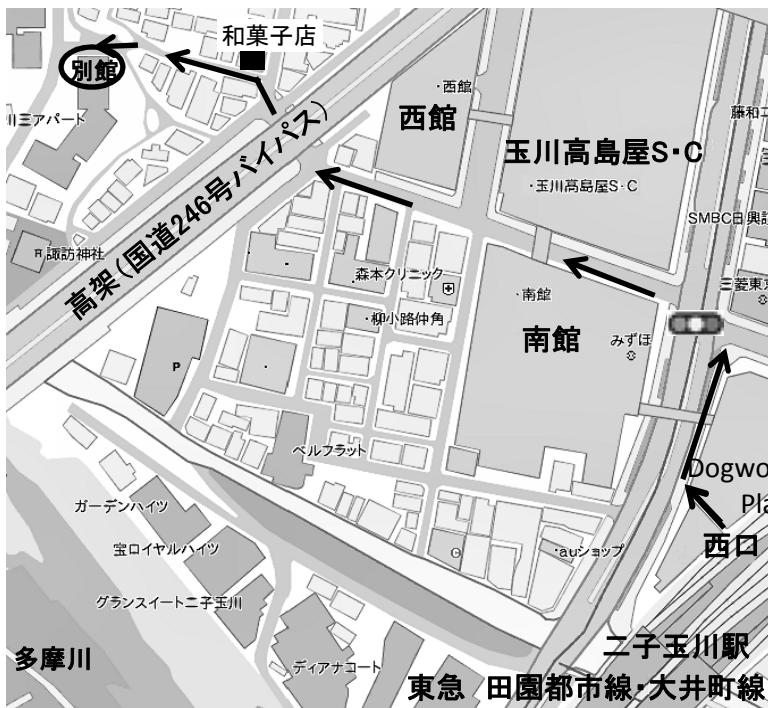 和菓子店
別館
・西館
西館
藤和二
川三アパート
玉川高島屋S・C
・玉川高島屋S・C
高架(国道246号バイパス)
SMBC日興証
諏訪神社
森本クリニック
・南館
三菱東京
・柳小路仲角
南館
みずほ
P
ベルフラット
Dogwo
Pla
ガーデンハイツ
西口
宝ロイヤルハイツ
・auショップ
グランスイート二子玉川
二子玉川駅
多摩川
ディアナコート
東急 田園都市線・大井町線